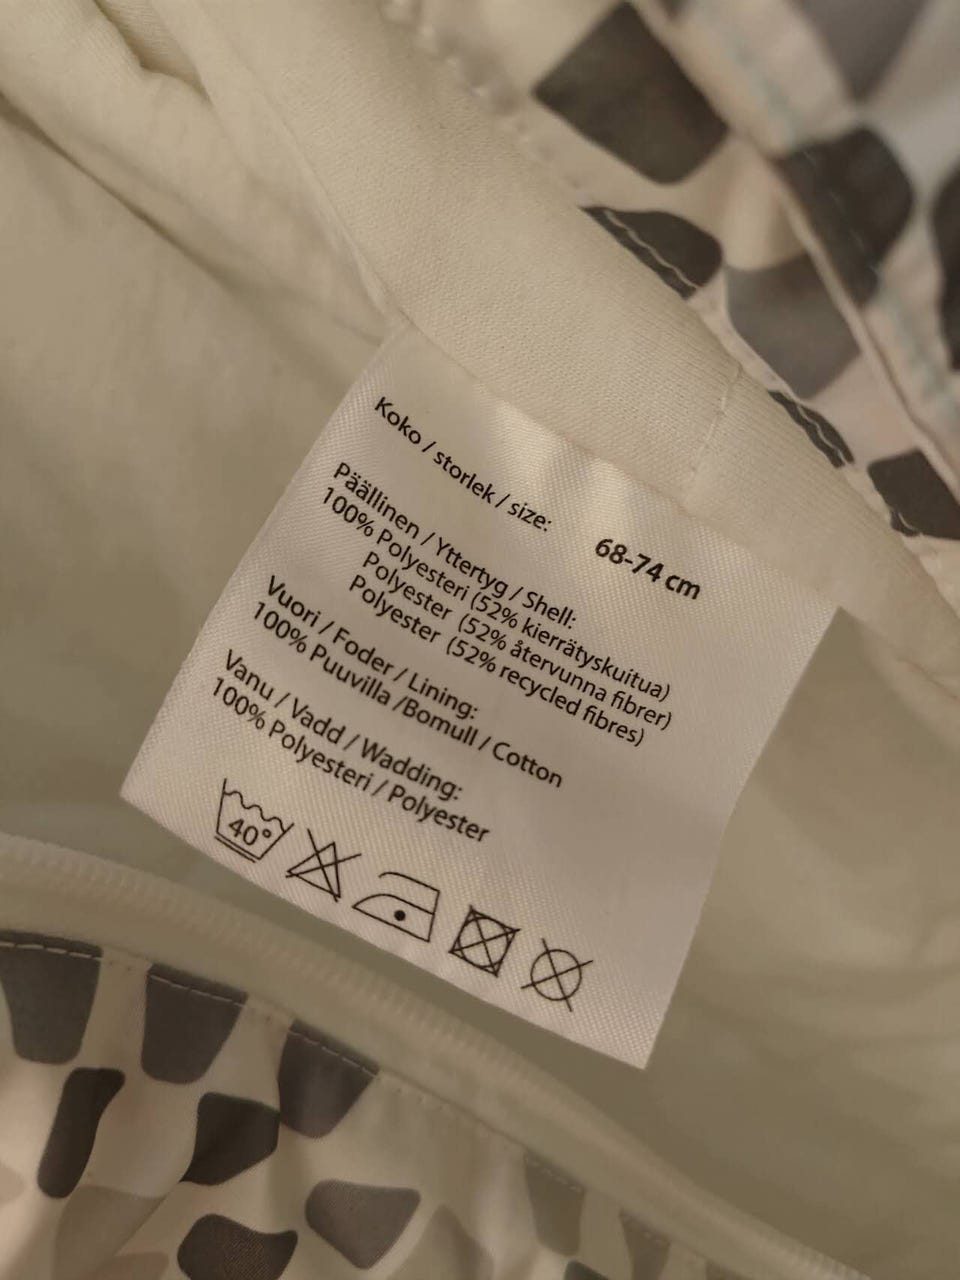 Koko / storlek / size: 68-74 cm
Päällinen / Yttertyg / Shell:
100% Polyesteri (52% kierrätyskuitua)
Polyester (52% återvunna fibrer)
Polyester (52% recycled fibres)
Vuori / Foder / Lining:
100% Puuvilla /Bomull / Cotton
Vanu / Vadd / Wadding:
100% Polyesteri / Polyester
40°